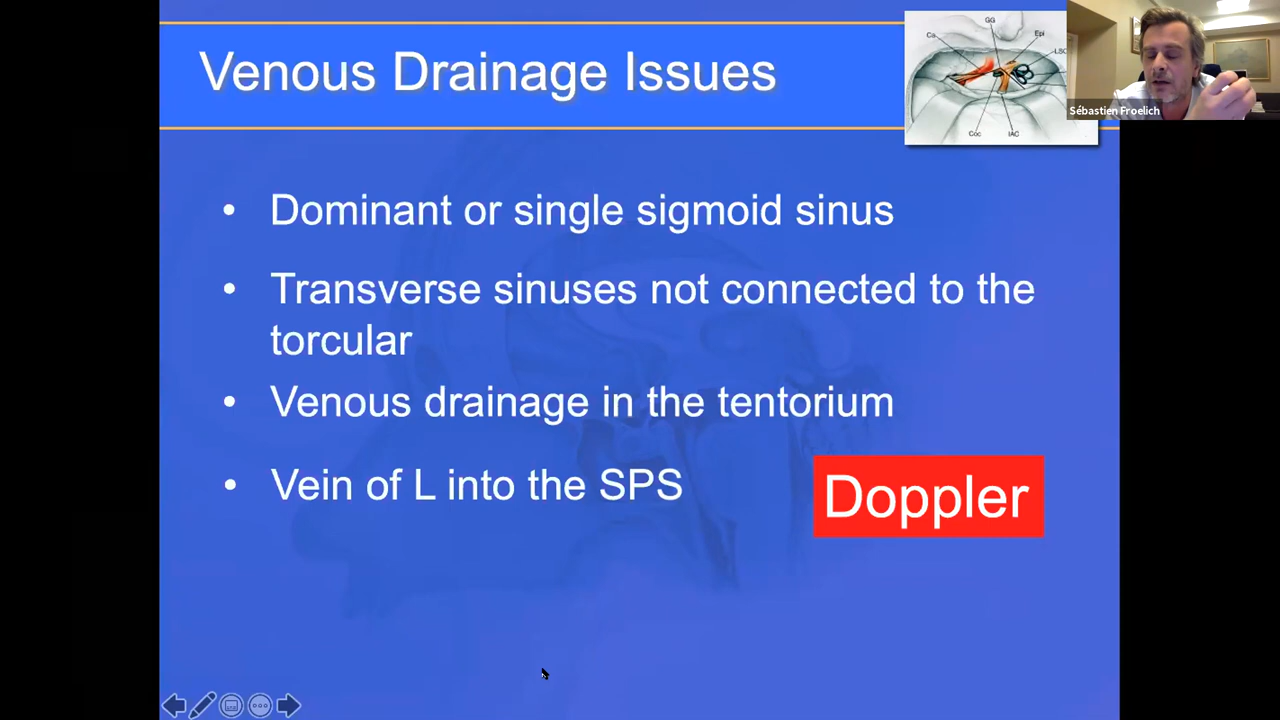 Venous Drainage Issues
GG
Ca
Epi
LSC
Coc
IAC
Sébastien Froelich
• Dominant or single sigmoid sinus
• Transverse sinuses not connected to the
torcular
• Venous drainage in the tentorium
• Vein of L into the SPS
Doppler